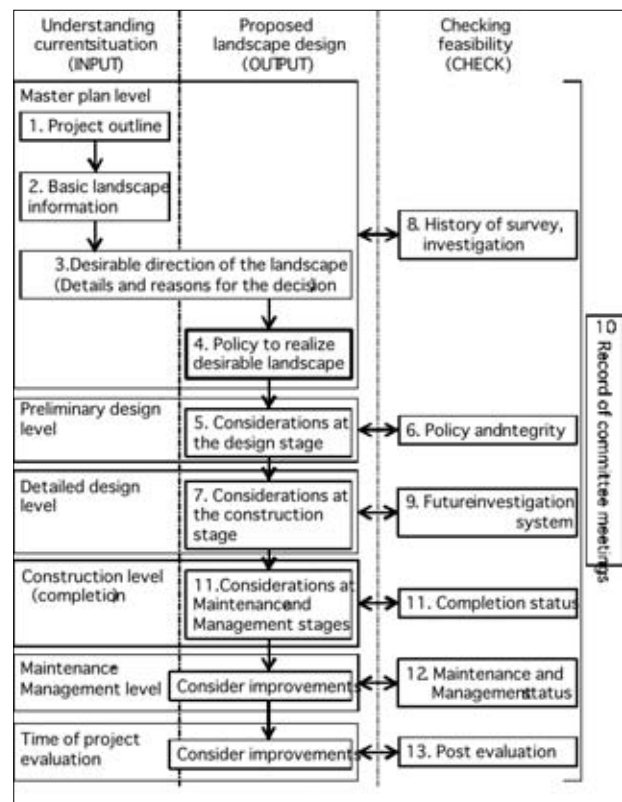 Understanding
currentsituation
(INPUT)
Proposed
landscape design
(OUTPUT)
Checking
feasibility
(CHECK)
Master plan level
1. Project outline
2. Basic landscape
information
3.Desirable direction of the landscape
(Details and reasons for the decision)
4. Policy to realize
desirable landscape
8. History of survey,
investigation
Preliminary design
level
5. Considerations at
the design stage
6. Policy andntegrity
Detailed design
level
7. Considerations at
the construction
stage
9. Futureinvestigation
system
Construction level
(completion)
11.Considerations at
Maintenance and
Management stages
11. Completion status
Maintenance-
Management level
Consider improvements
12. Maintenance and
Management status
Time of project
evaluation
Consider improvements
13. Post evaluation
10
Record of committee meetings